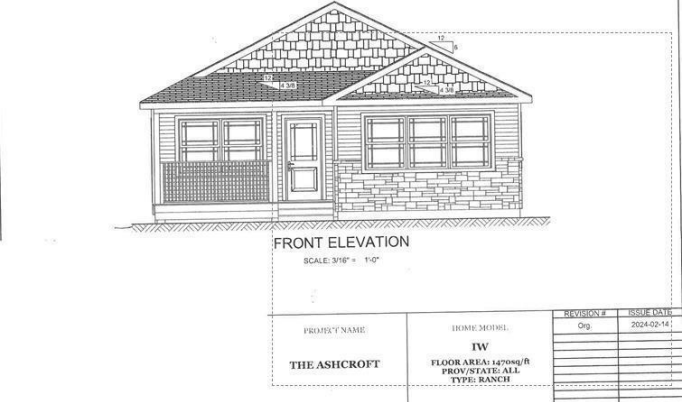 12
6
12
4 3/8
12
4 3/8
FRONT ELEVATION
SCALE: 3/16" = 1'-0"
PROJECT NAME
THE ASHCROFT
HOME MODEL
IW
FLOOR AREA: 1470sq/ft
PROV/STATE: ALL
TYPE: RANCH
REVISION # ISSUE DATE
Org. 2024-02-14